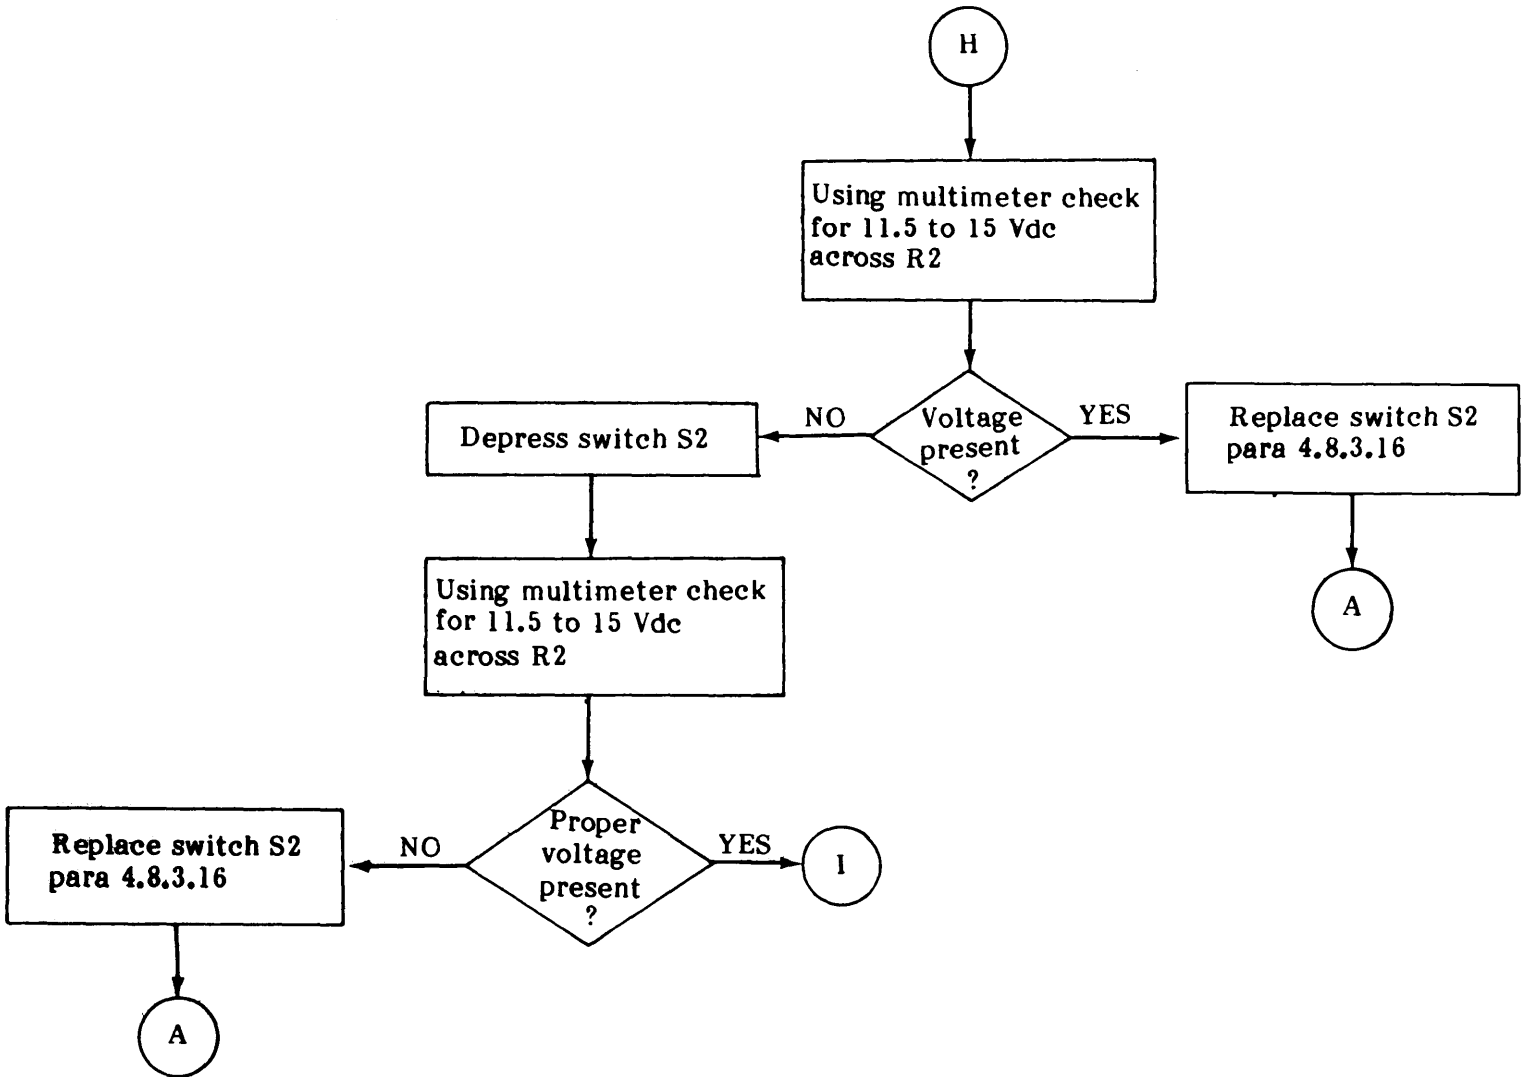 H
Using multimeter check
for 11.5 to 15 Vdc
across R2
Voltage
present
?
NO
YES
Depress switch S2
Replace switch S2
para 4.8.3.16
A
Using multimeter check
for 11.5 to 15 Vdc
across R2
Proper
voltage
present
?
NO
YES
Replace switch S2
para 4.8.3.16
I
A